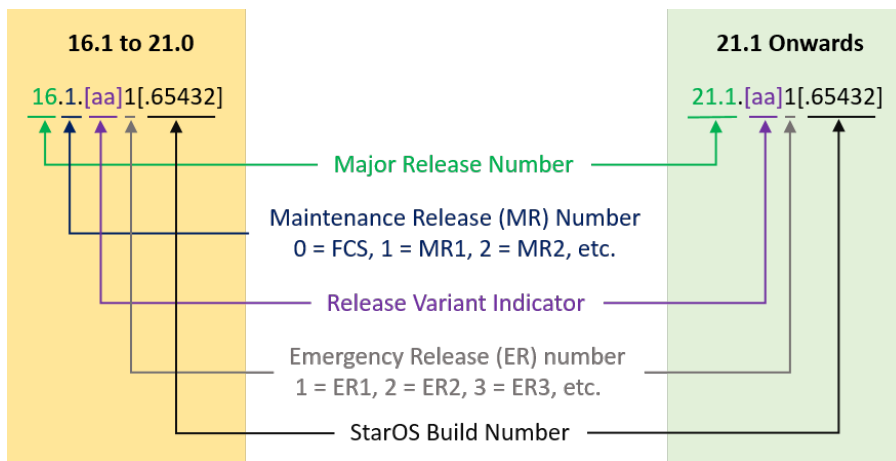 16.1 to 21.0
21.1 Onwards
16.1.[aa]1[.65432]
21.1.[aa]1[.65432]
Major Release Number
Maintenance Release (MR) Number
0 = FCS, 1 = MR1, 2 = MR2, etc.
Release Variant Indicator
Emergency Release (ER) number
1 = ER1, 2 = ER2, 3 = ER3, etc.
StarOS Build Number